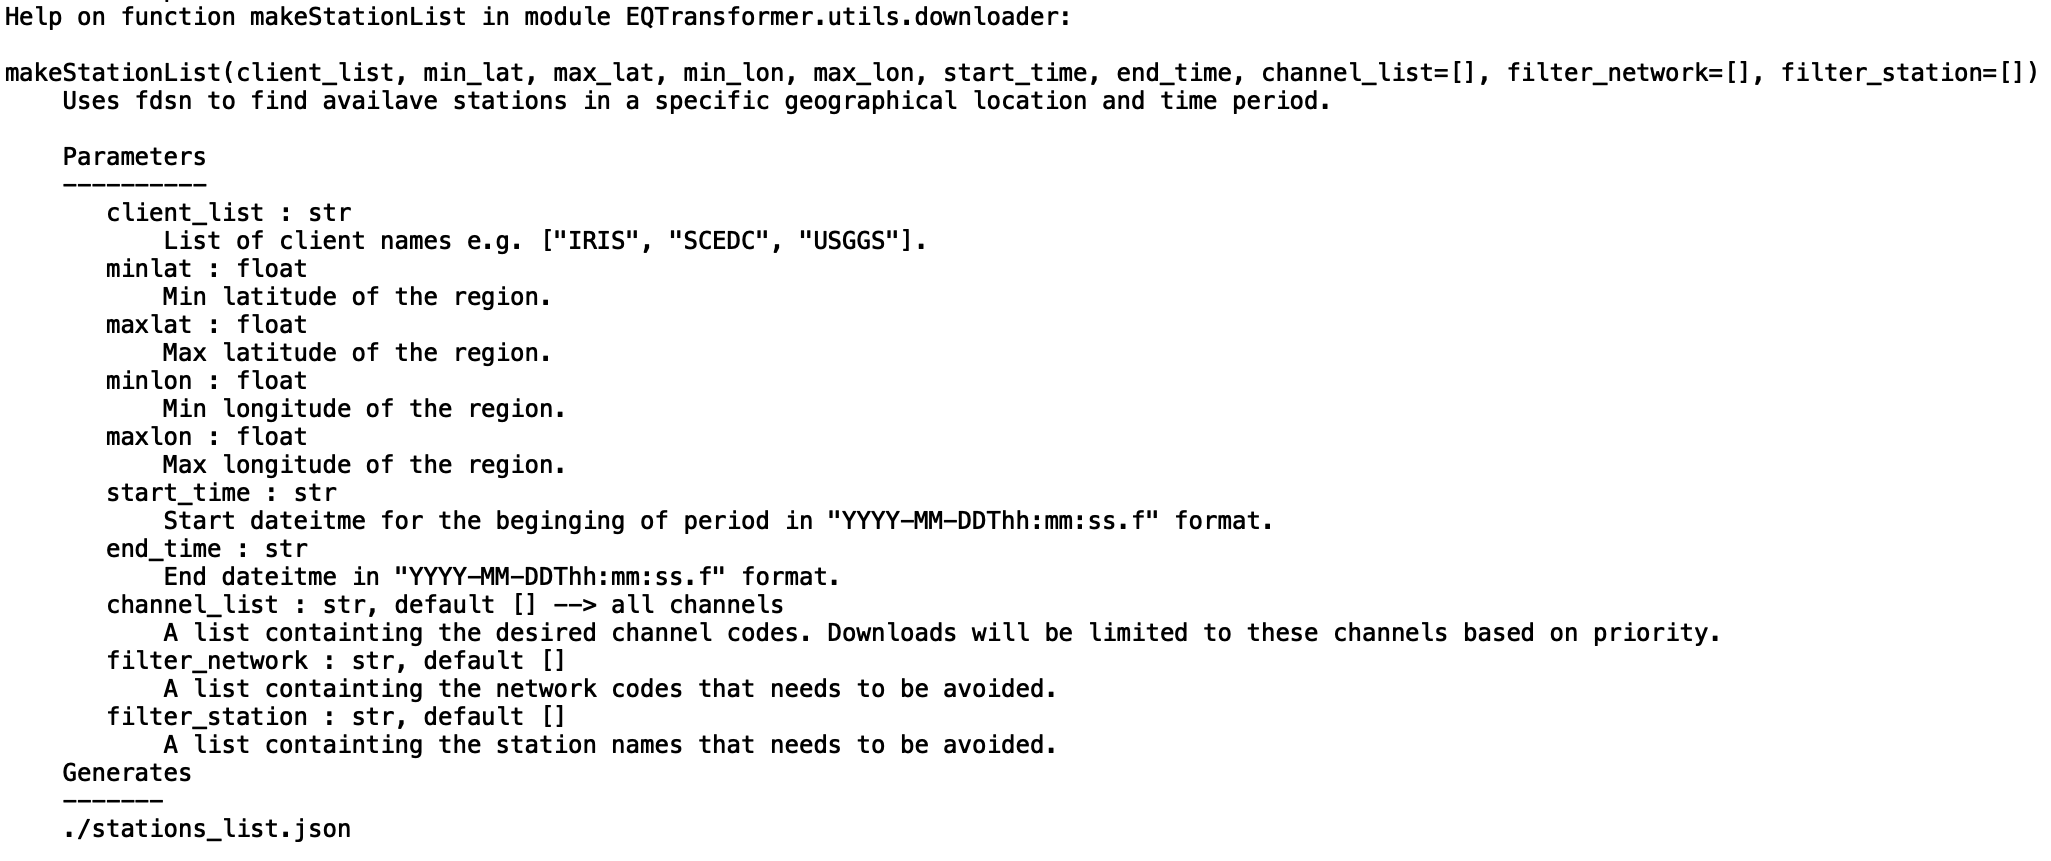 Help on function makeStationList in module EQTransformer.utils.downloader:
makeStationList(client_list, min_lat, max_lat, min_lon, max_lon, start_time, end_time, channel_list=[], filter_network=[], filter_station=[])
Uses fdsn to find availave stations in a specific geographical location and time period.
Parameters
----------
client_list : str
List of client names e.g. ["IRIS", "SCEDC", "USGGS"].
minlat : float
Min latitude of the region.
maxlat : float
Max latitude of the region.
minlon : float
Min longitude of the region.
maxlon : float
Max longitude of the region.
start_time : str
Start dateitme for the beginging of period in "YYYY-MM-DDThh:mm:ss.f" format.
end_time : str
End dateitme in "YYYY-MM-DDThh:mm:ss.f" format.
channel_list : str, default [] --> all channels
A list containting the desired channel codes. Downloads will be limited to these channels based on priority.
filter_network : str, default []
A list containting the network codes that needs to be avoided.
filter_station : str, default []
A list containting the station names that needs to be avoided.
Generates
-------
./stations_list.json